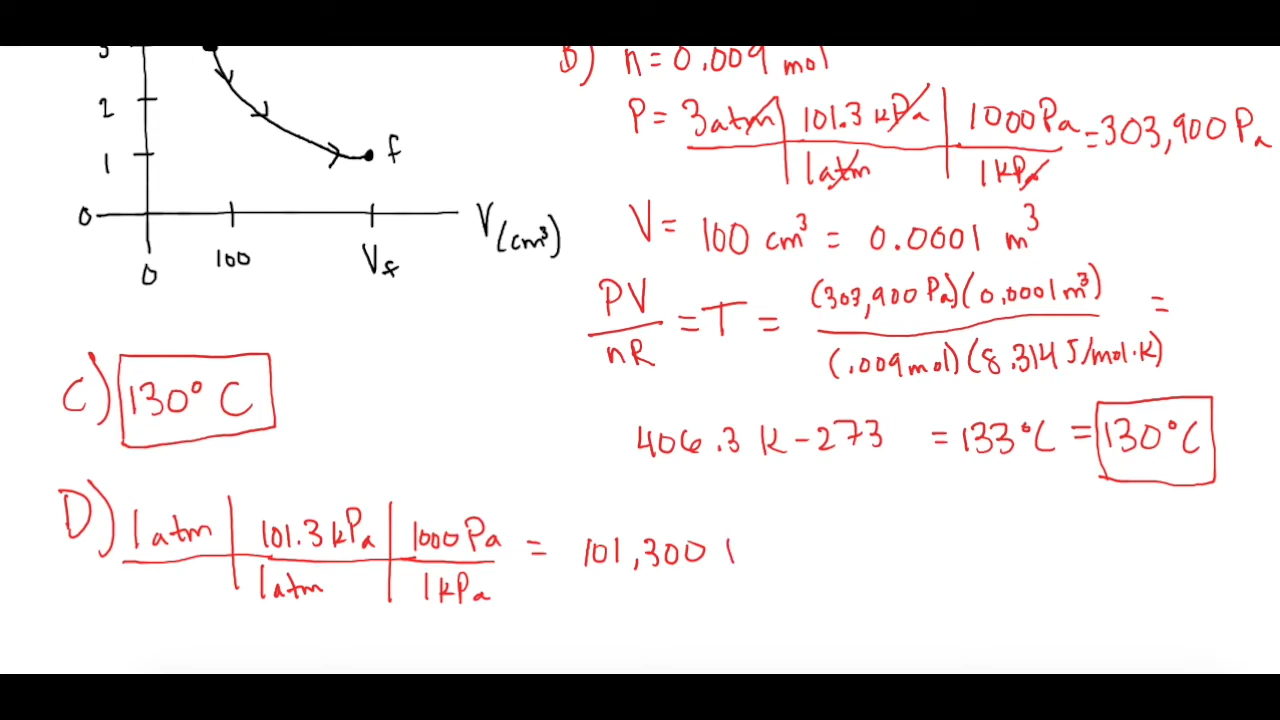 3
2
1
0
0
100
Vf
V(cm³)
f
B) n = 0.009 mol
P = 3 atm | 101.3 kPa | 1000 Pa = 303,900 Pa
1 atm | 1 kPa
V = 100 cm³ = 0.0001 m³
PV/nR = T = (303,900 Pa)(0.0001 m³) =
(.009 mol)(8.314 J/mol·K)
406.3 K - 273 = 133°C = 130°C
C) 130° C
D) 1 atm | 101.3 kPa | 1000 Pa = 101,300
1 atm | 1 kPa